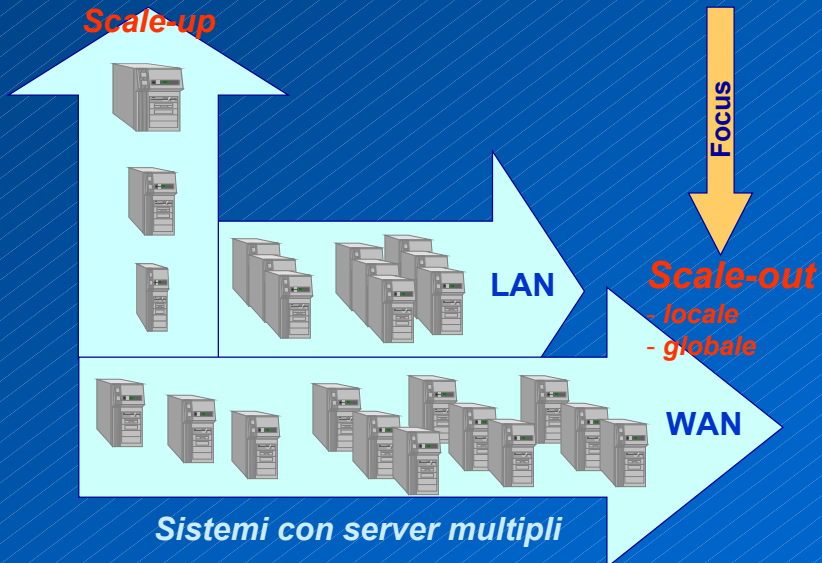 Scale-up
Focus
LAN
Scale-out
- locale
- globale
WAN
Sistemi con server multipli